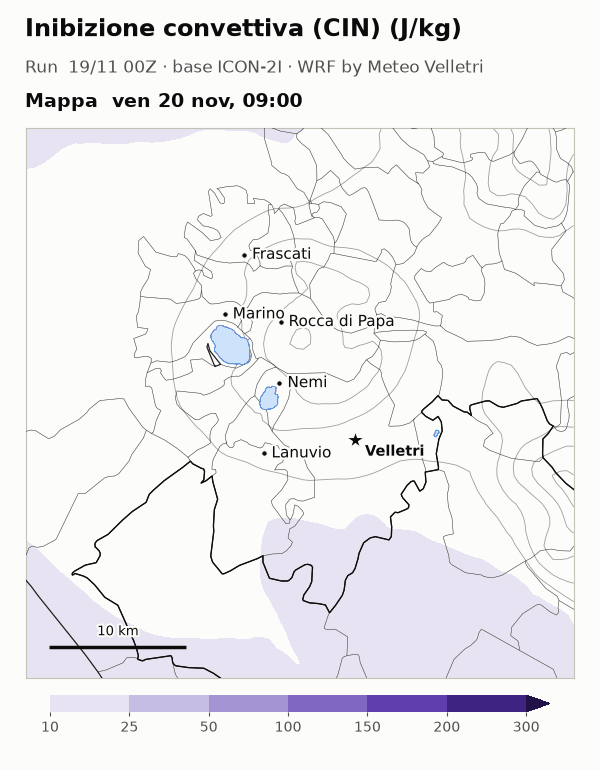 Inibizione convettiva (CIN) (J/kg)
Run  19/11 00Z · base ICON-2I · WRF by Meteo Velletri
Mappa  ven 20 nov, 09:00
Frascati
Marino
Rocca di Papa
Nemi
Velletri
Lanuvio
10 km
10 25 50 100 150 200 300